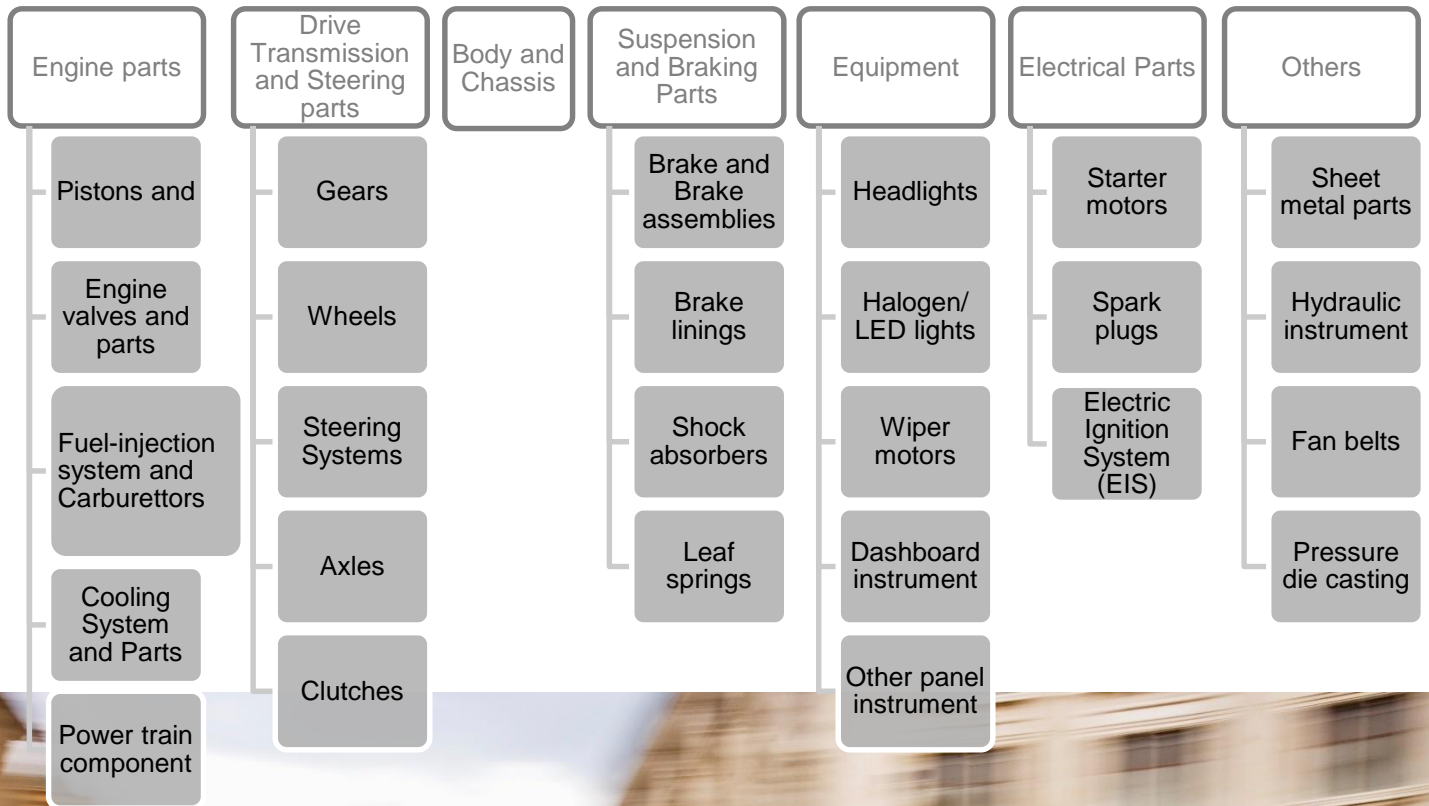 Engine parts
Pistons and
Engine
valves and
parts
Fuel-injection
system and
Carburettors
Cooling
System
and Parts
Power train
component
Drive
Transmission
and Steering
parts
Gears
Wheels
Steering
Systems
Axles
Clutches
Body and
Chassis
Suspension
and Braking
Parts
Brake and
Brake
assemblies
Brake
linings
Shock
absorbers
Leaf
springs
Equipment
Headlights
Halogen/
LED lights
Wiper
motors
Dashboard
instrument
Other panel
instrument
Electrical Parts
Starter
motors
Spark
plugs
Electric
Ignition
System
(EIS)
Others
Sheet
metal parts
Hydraulic
instrument
Fan belts
Pressure
die casting